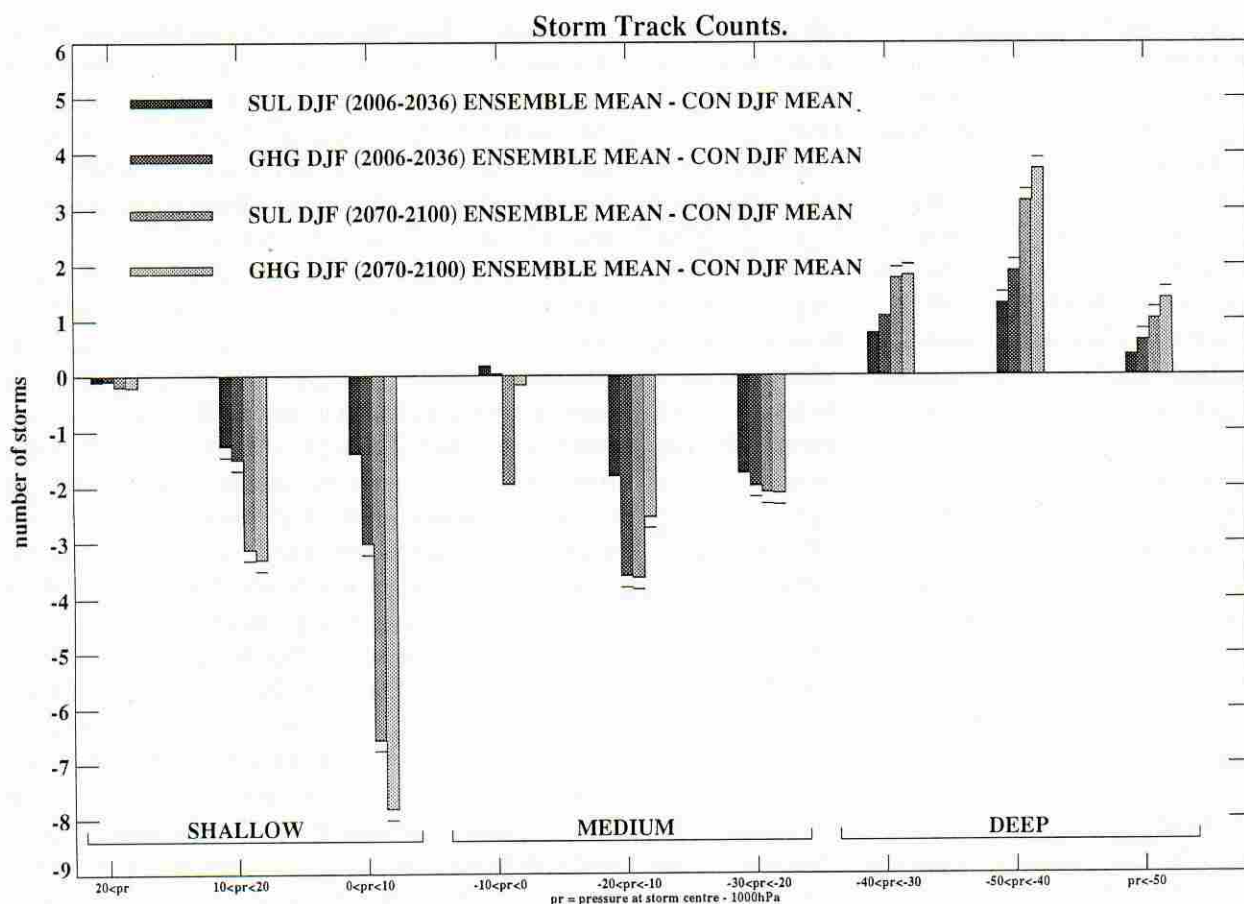 Storm Track Counts.
6
5
4
3
2
1
0
-1
-2
-3
-4
-5
-6
-7
-8
-9
number of storms
SUL DJF (2006-2036) ENSEMBLE MEAN - CON DJF MEAN
GHG DJF (2006-2036) ENSEMBLE MEAN - CON DJF MEAN
SUL DJF (2070-2100) ENSEMBLE MEAN - CON DJF MEAN
GHG DJF (2070-2100) ENSEMBLE MEAN - CON DJF MEAN
SHALLOW MEDIUM DEEP
20<pr 10<pr<20 0<pr<10 -10<pr<0 -20<pr<-10 -30<pr<-20 -40<pr<-30 -50<pr<-40 pr<-50
pr = pressure at storm centre - 1000hPa